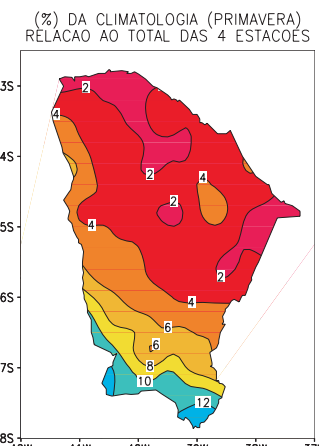 (%) DA CLIMATOLOGIA (PRIMAVERA)
RELACAO AO TOTAL DAS 4 ESTACOES
3S
2
4
4S
2
4
2
4
5S
2
6S
4
6
6
7S
8
10
12
8S